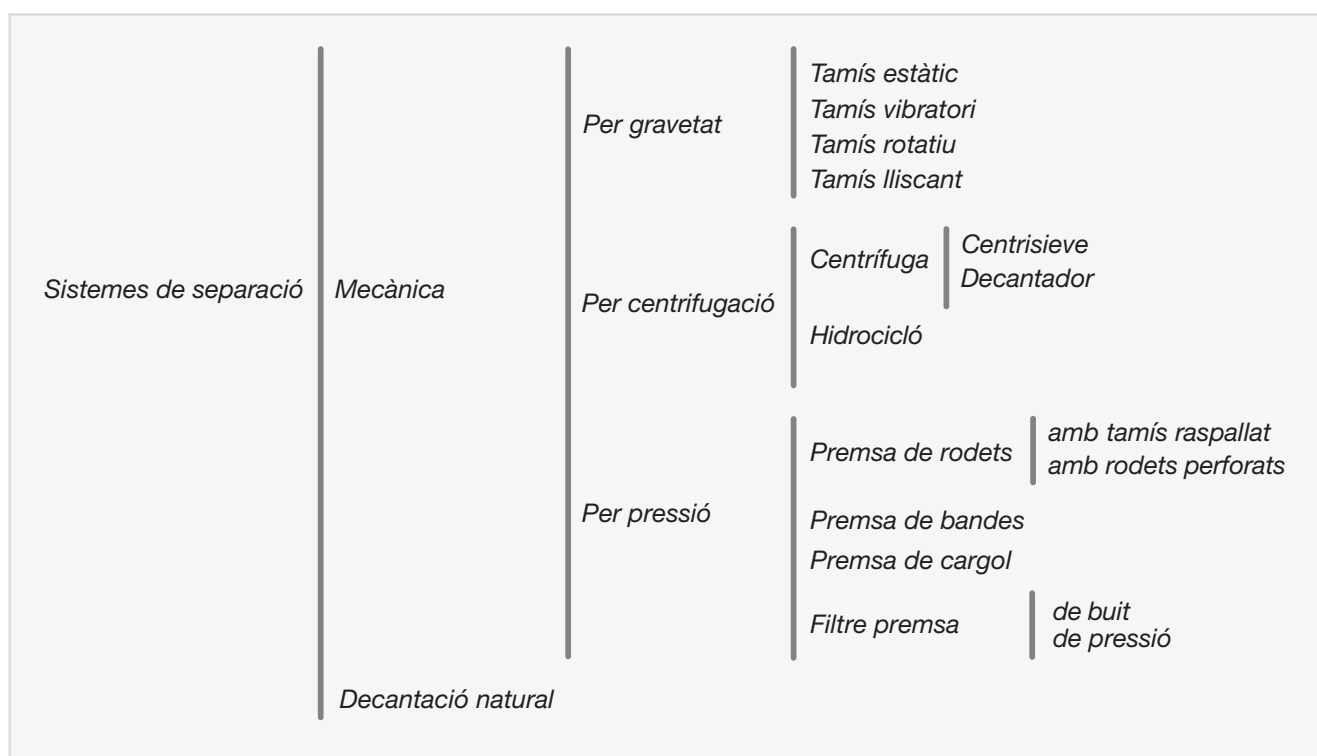 Sistemes de separació
Mecànica
Per gravetat
Tamís estàtic
Tamís vibratori
Tamís rotatiu
Tamís lliscant
Per centrifugació
Centrífuga
Centrisieve
Decantador
Hidrocicló
Per pressió
Premsa de rodets
amb tamís raspallat
amb rodets perforats
Premsa de bandes
Premsa de cargol
Filtre premsa
de buit
de pressió
Decantació natural